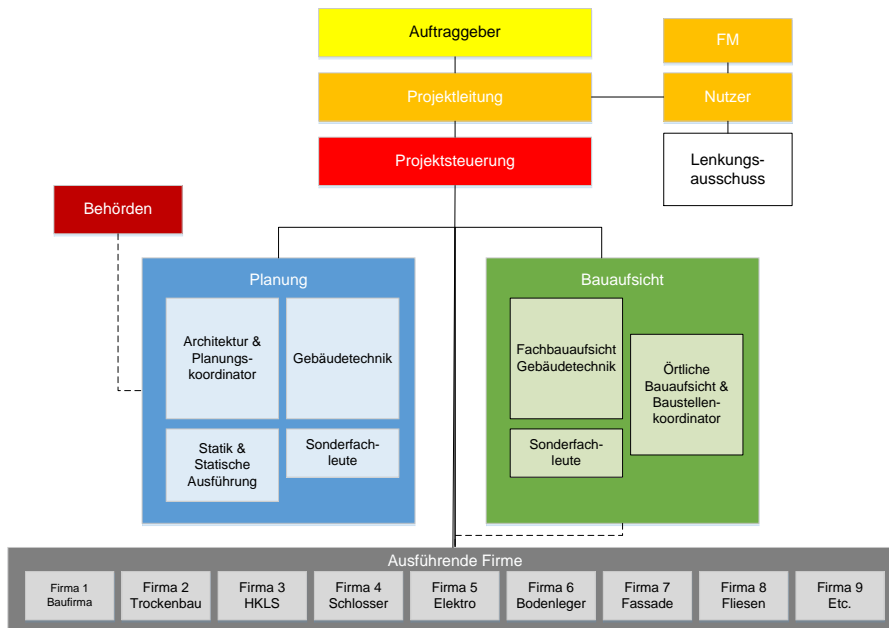 Auftraggeber
FM
Projektleitung
Nutzer
Projektsteuerung
Lenkungs-
ausschuss
Behörden
Planung
Architektur &
Planungs-
koordinator
Gebäudetechnik
Statik &
Statische
Ausführung
Sonderfach-
leute
Bauaufsicht
Fachbauaufsicht
Gebäudetechnik
Örtliche
Bauaufsicht &
Baustellen-
koordinator
Sonderfach-
leute
Ausführende Firme
Firma 1
Baufirma
Firma 2
Trockenbau
Firma 3
HKLS
Firma 4
Schlosser
Firma 5
Elektro
Firma 6
Bodenleger
Firma 7
Fassade
Firma 8
Fliesen
Firma 9
Etc.